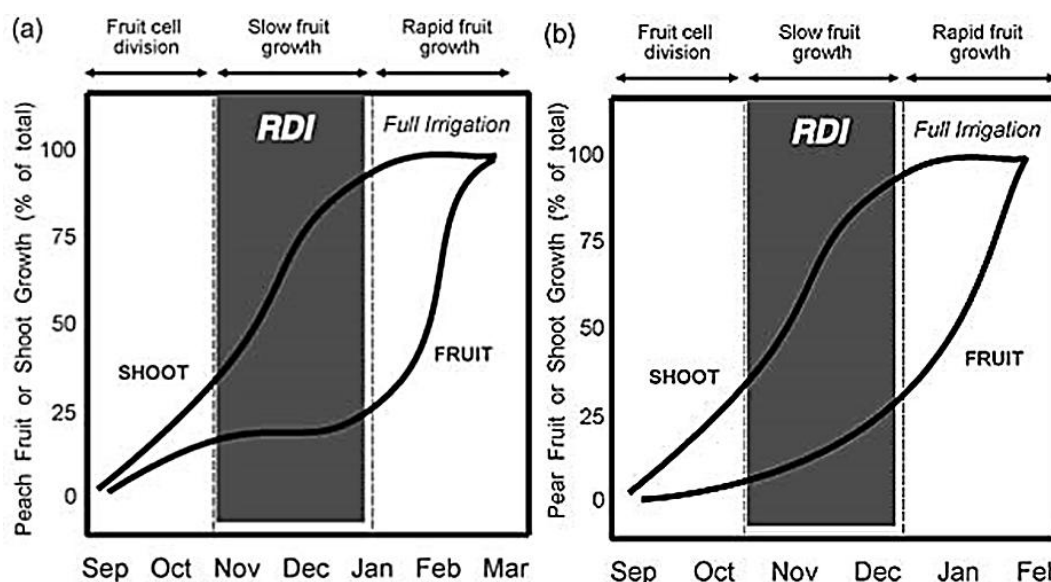 (a)
Fruit cell division
Slow fruit growth
Rapid fruit growth
Peach Fruit or Shoot Growth (% of total)
100
75
50
25
0
RDI
Full Irrigation
SHOOT
FRUIT
Sep Oct Nov Dec Jan Feb Mar
(b)
Fruit cell division
Slow fruit growth
Rapid fruit growth
Pear Fruit or Shoot Growth (% of total)
100
75
50
25
0
RDI
Full Irrigation
SHOOT
FRUIT
Sep Oct Nov Dec Jan Fel